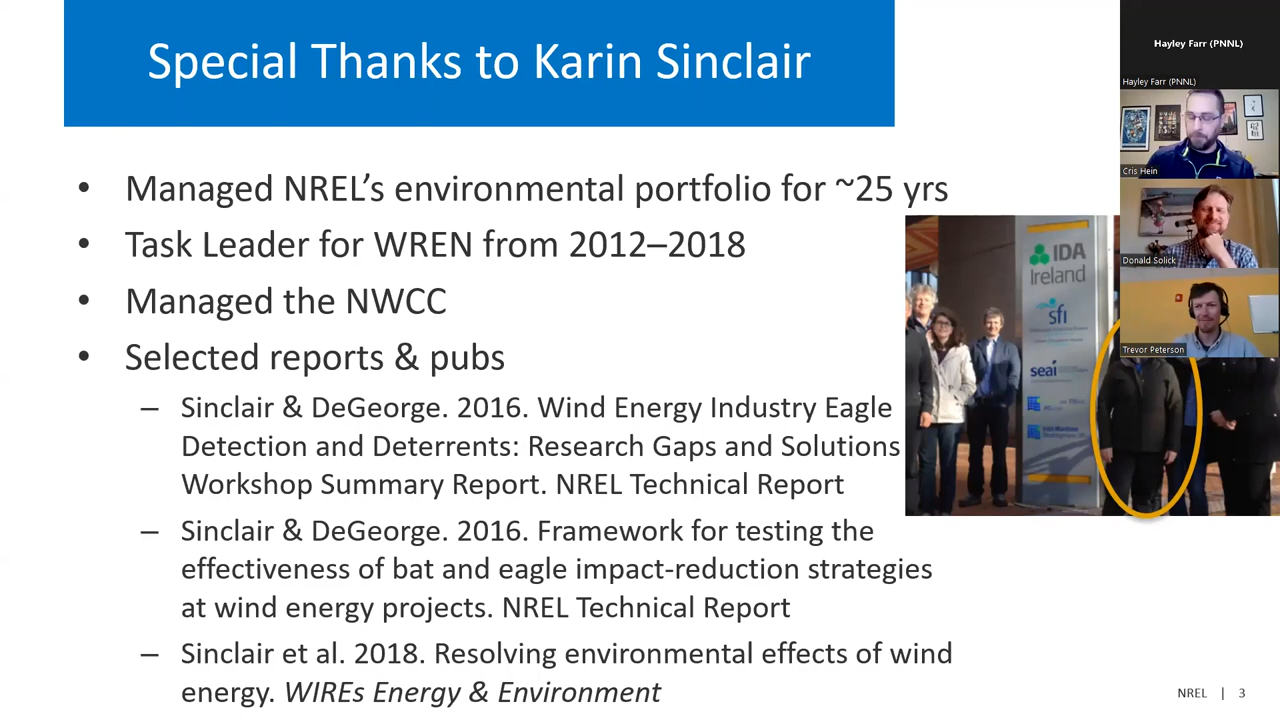 Special Thanks to Karin Sinclair
• Managed NREL’s environmental portfolio for ~25 yrs
• Task Leader for WREN from 2012–2018
• Managed the NWCC
• Selected reports & pubs
– Sinclair & DeGeorge. 2016. Wind Energy Industry Eagle
Detection and Deterrents: Research Gaps and Solutions
Workshop Summary Report. NREL Technical Report
– Sinclair & DeGeorge. 2016. Framework for testing the
effectiveness of bat and eagle impact-reduction strategies
at wind energy projects. NREL Technical Report
– Sinclair et al. 2018. Resolving environmental effects of wind
energy. WIREs Energy & Environment
IDA
Ireland
sfi
seai
Hayley Farr (PNNL)
Hayley Farr (PNNL)
Cris Hein
Donald Solick
Trevor Peterson
NREL | 3